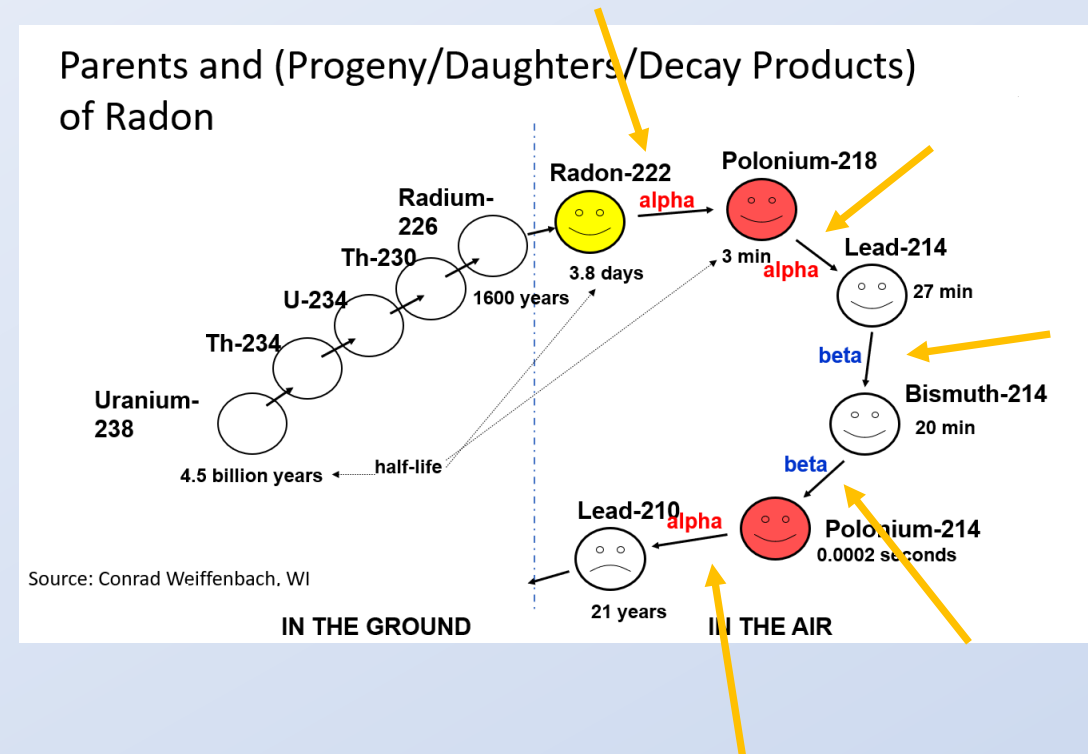 Parents and (Progeny/Daughters/Decay Products)
of Radon
Radon-222
alpha
3.8 days
Polonium-218
3 min
alpha
Lead-214
27 min
beta
Bismuth-214
20 min
beta
Polonium-214
0.0002 seconds
alpha
Lead-210
21 years
Radium-
226
1600 years
Th-230
U-234
Th-234
Uranium-
238
4.5 billion years
half-life
Source: Conrad Weiffenbach, WI
IN THE GROUND
IN THE AIR